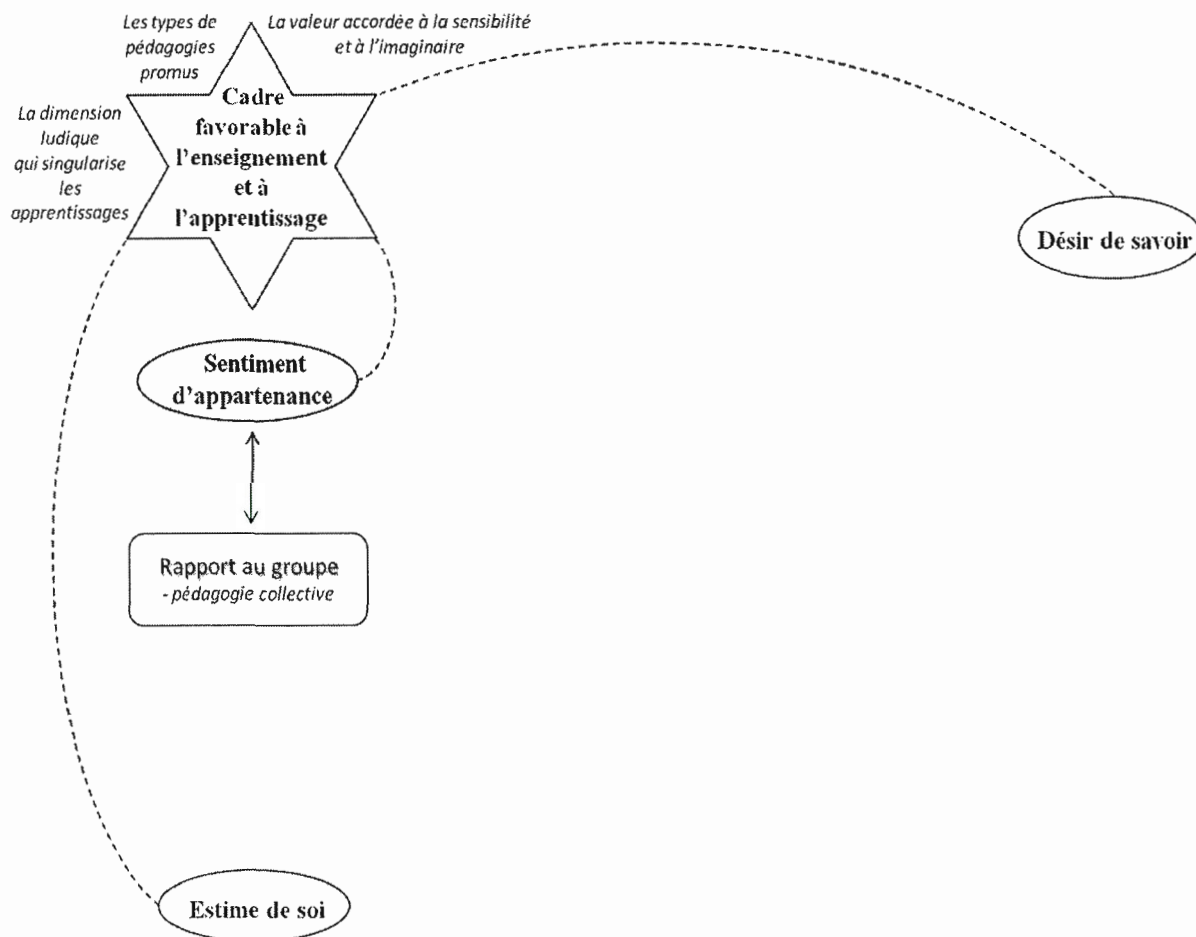 Les types de
pédagogies
promus
La valeur accordée à la sensibilité
et à l'imaginaire
La dimension
ludique
qui singularise
les
apprentissages
Cadre
favorable à
l'enseignement
et à
l'apprentissage
Désir de savoir
Sentiment
d'appartenance
Rapport au groupe
- pédagogie collective
Estime de soi